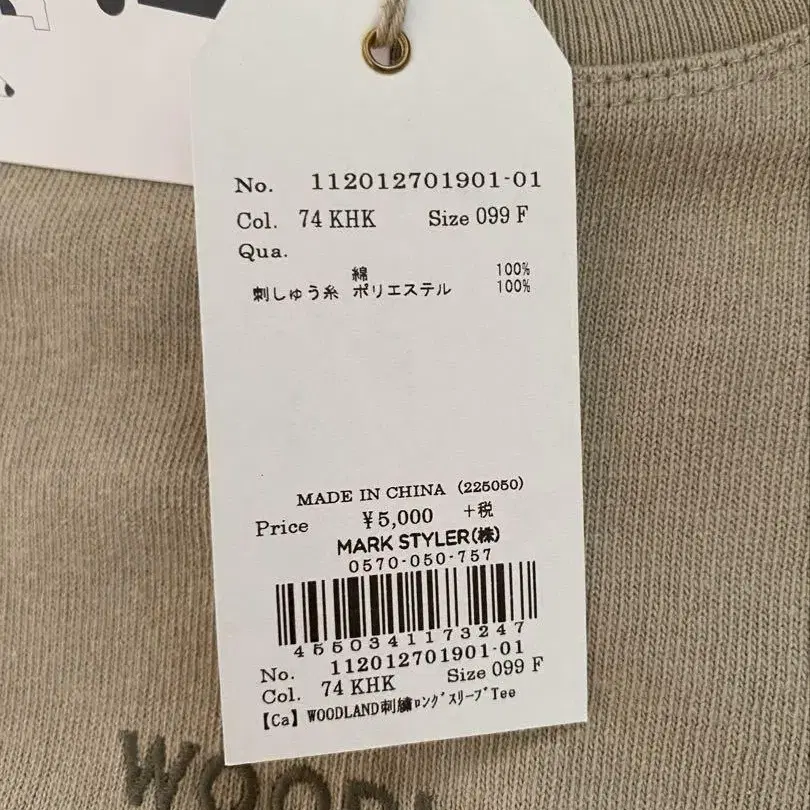 No. 112012701901-01
Col. 74 KHK Size 099 F
Qua.
綿 100%
刺しゅう糸 ポリエステル 100%
MADE IN CHINA (225050)
Price ¥5,000 +税
MARK STYLER(株)
0570-050-757
4550341173247
No. 112012701901-01
Col. 74 KHK Size 099 F
【Ca】WOODLAND刺繍ﾛﾝｸﾞｽﾘｰﾌﾞTee
WOODL